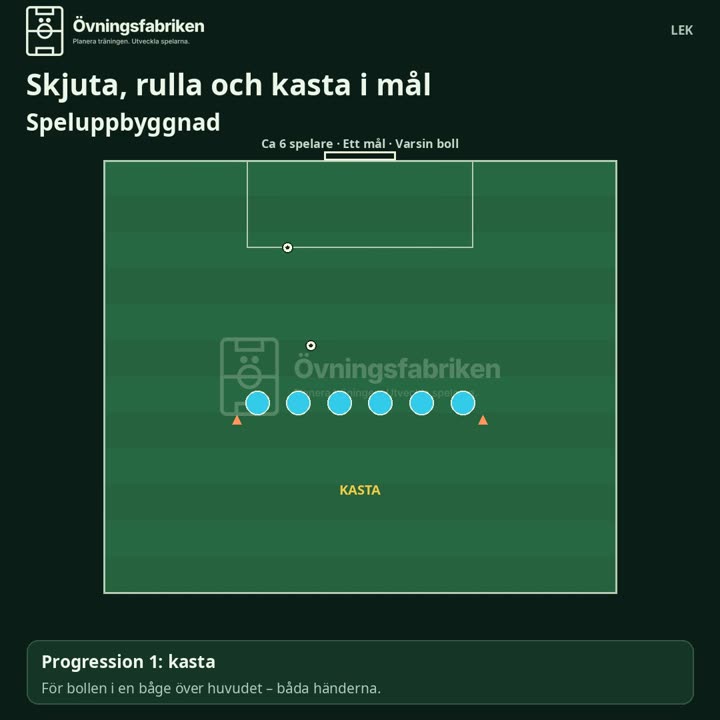 Övningsfabriken
Planera träningen. Utveckla spelarna.
LEK
Skjuta, rulla och kasta i mål
Speluppbyggnad
Ca 6 spelare · Ett mål · Varsin boll
Övningsfabriken
KASTA
Progression 1: kasta
För bollen i en båge över huvudet – båda händerna.